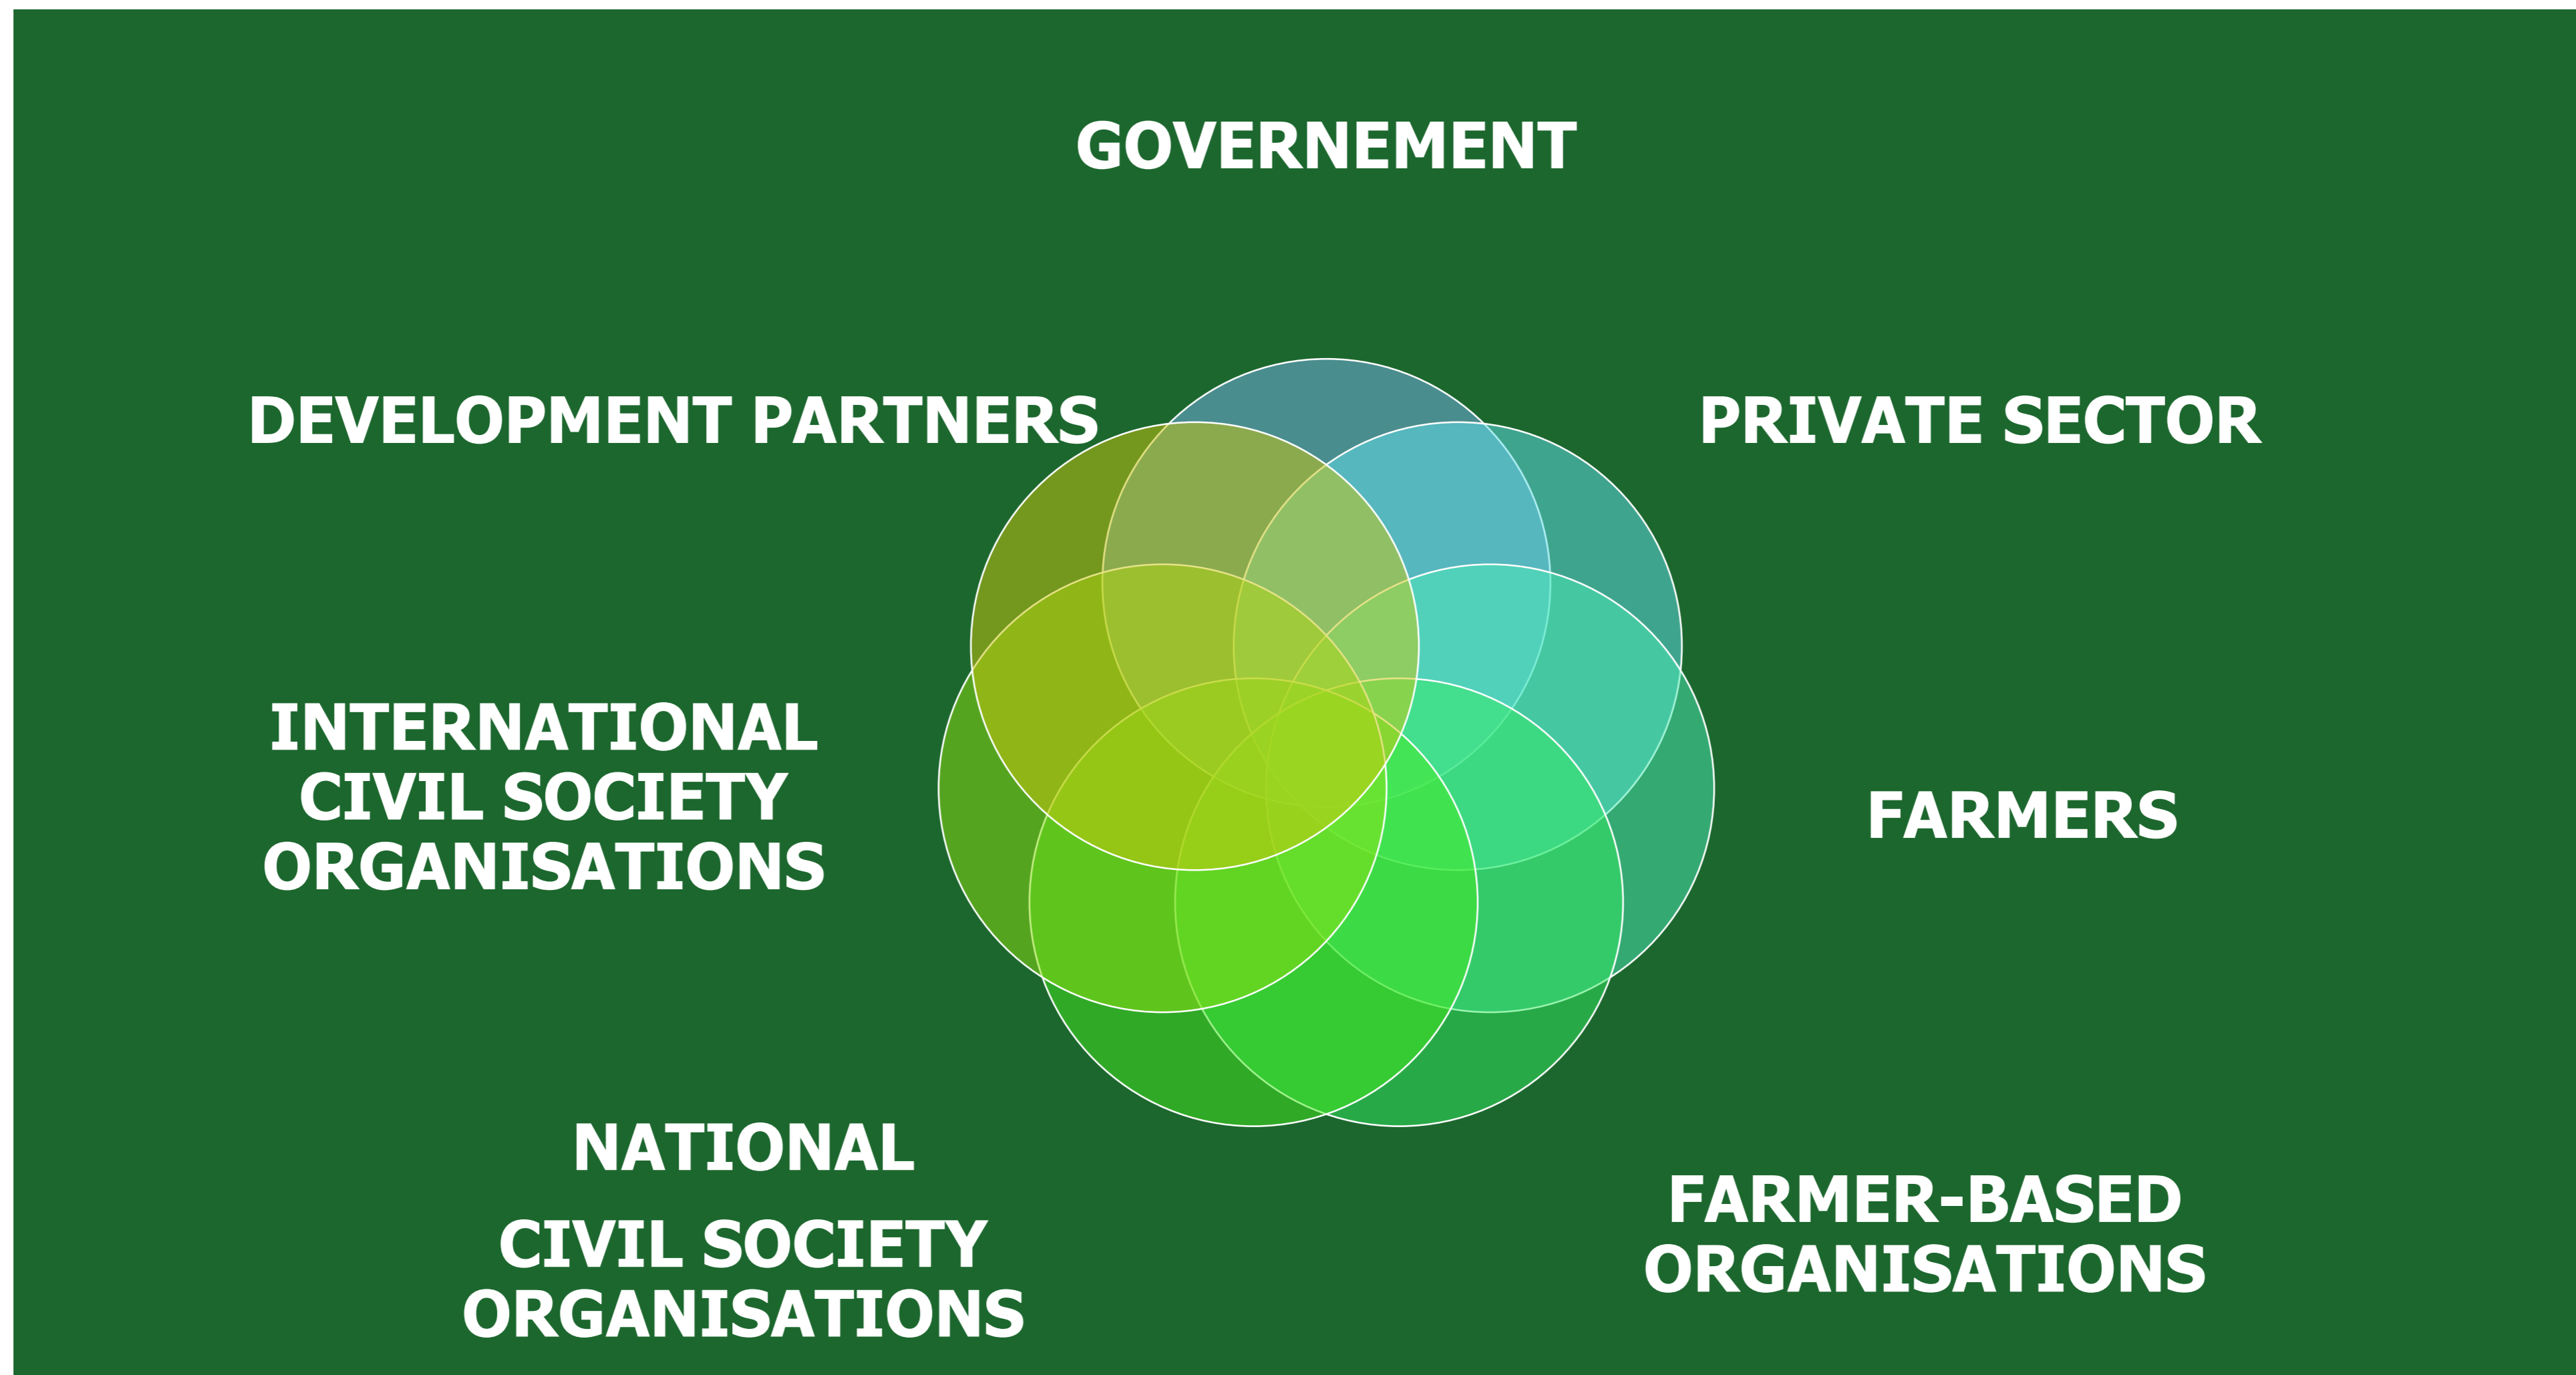 GOVERNEMENT
DEVELOPMENT PARTNERS
PRIVATE SECTOR
INTERNATIONAL
CIVIL SOCIETY
ORGANISATIONS
FARMERS
NATIONAL
CIVIL SOCIETY
ORGANISATIONS
FARMER-BASED
ORGANISATIONS